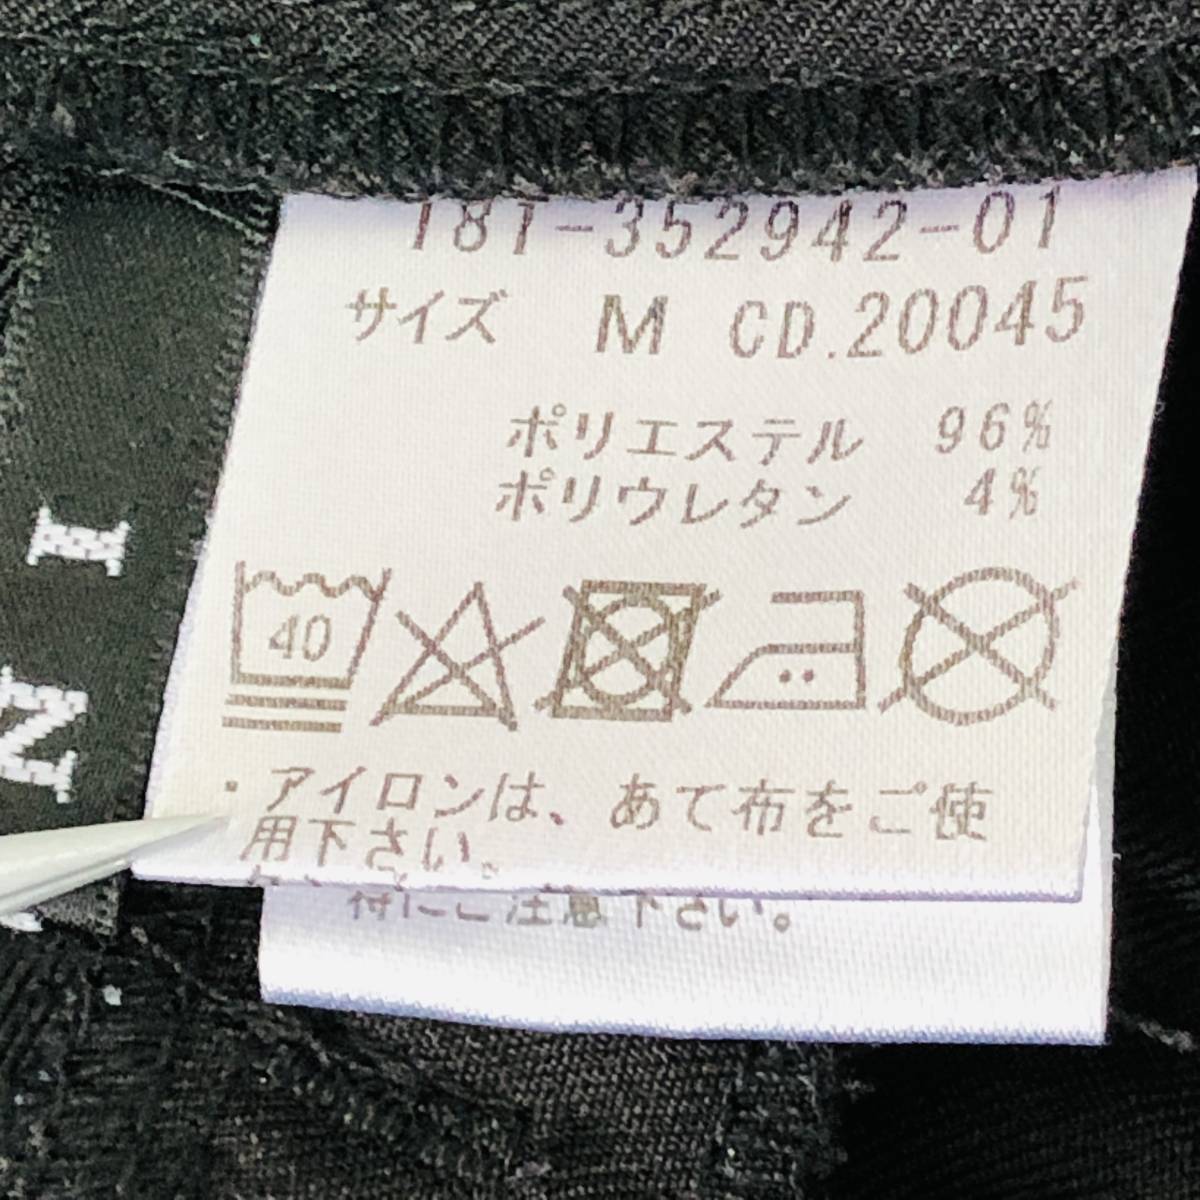 181-352942-01
サイズ M CD.20045
ポリエステル 96%
ポリウレタン 4%
40
・アイロンは、あて布をご使
用下さい。
付にご注意下さい。
I
N